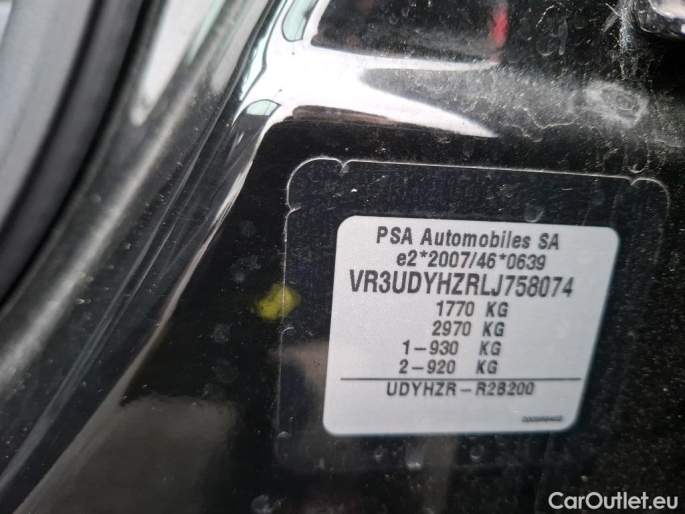 PSA Automobiles SA
e2*2007/46*0639
VR3UDYHZRLJ758074
1770 KG
2970 KG
1-930 KG
2-920 KG
UDYHZR-R2B200
CarOutlet.eu